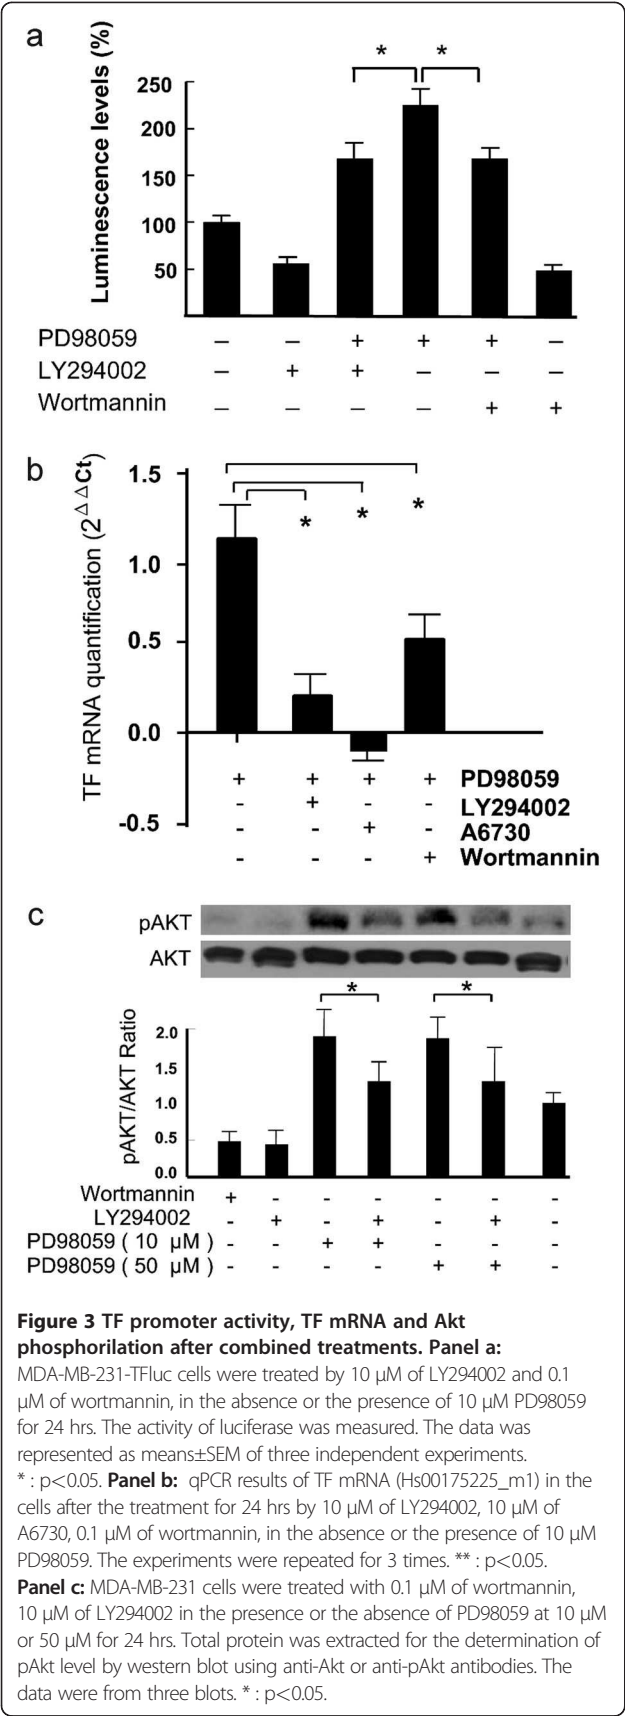 a
Luminescence levels (%)
* *
250
200
150
100
50
PD98059 – – + + + –
LY294002 – + + – – –
Wortmannin – – – – + +
b
TF mRNA quantification (2^△△Ct)
1.5
1.0
0.5
0.0
-0.5
* * *
+ + + + PD98059
- + - - LY294002
- - + - A6730
- - - + Wortmannin
c
pAKT
AKT
pAKT/AKT Ratio
* *
2.0
1.5
1.0
0.5
0.0
Wortmannin + - - - - - -
LY294002 - + - + - + -
PD98059 ( 10 µM ) - - + + - - -
PD98059 ( 50 µM ) - - - - + + -
Figure 3 TF promoter activity, TF mRNA and Akt
phosphorilation after combined treatments. Panel a:
MDA-MB-231-TFluc cells were treated by 10 µM of LY294002 and 0.1
µM of wortmannin, in the absence or the presence of 10 µM PD98059
for 24 hrs. The activity of luciferase was measured. The data was
represented as means±SEM of three independent experiments.
* : p<0.05. Panel b: qPCR results of TF mRNA (Hs00175225_m1) in the
cells after the treatment for 24 hrs by 10 µM of LY294002, 10 µM of
A6730, 0.1 µM of wortmannin, in the absence or the presence of 10 µM
PD98059. The experiments were repeated for 3 times. ** : p<0.05.
Panel c: MDA-MB-231 cells were treated with 0.1 µM of wortmannin,
10 µM of LY294002 in the presence or the absence of PD98059 at 10 µM
or 50 µM for 24 hrs. Total protein was extracted for the determination of
pAkt level by western blot using anti-Akt or anti-pAkt antibodies. The
data were from three blots. * : p<0.05.